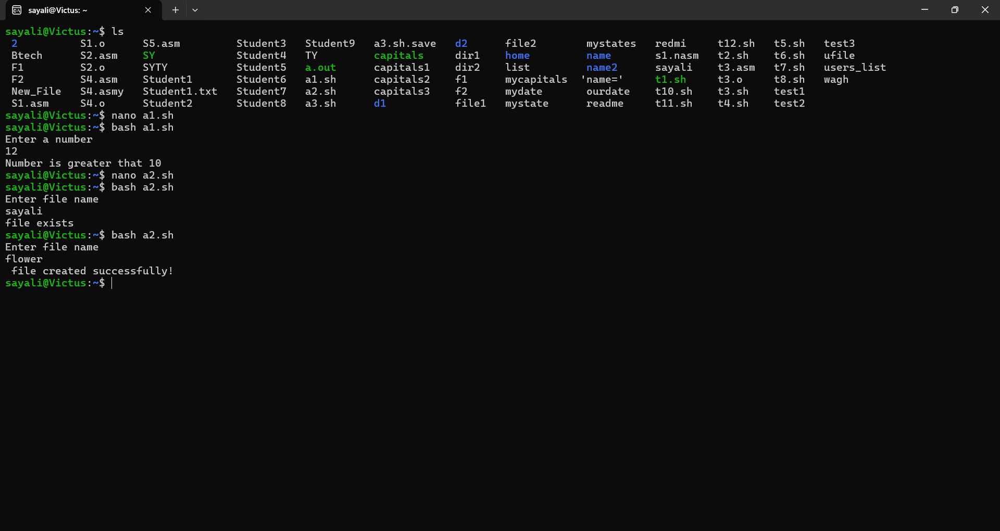 sayali@Victus: ~
sayali@Victus:~$ ls
2 S1.o S5.asm Student3 Student9 a3.sh.save d2 file2 mystates redmi t12.sh t5.sh test3
Btech S2.asm SY Student4 TY capitals dir1 home name s1.nasm t2.sh t6.sh ufile
F1 S2.o SYTY Student5 a.out capitals1 dir2 list name2 sayali t3.asm t7.sh users_list
F2 S4.asm Student1 Student6 a1.sh capitals2 f1 mycapitals 'name=' t1.sh t3.o t8.sh wagh
New_File S4.asmy Student1.txt Student7 a2.sh capitals3 f2 mydate ourdate t10.sh t3.sh test1
S1.asm S4.o Student2 Student8 a3.sh d1 file1 mystate readme t11.sh t4.sh test2
sayali@Victus:~$ nano a1.sh
sayali@Victus:~$ bash a1.sh
Enter a number
12
Number is greater that 10
sayali@Victus:~$ nano a2.sh
sayali@Victus:~$ bash a2.sh
Enter file name
sayali
file exists
sayali@Victus:~$ bash a2.sh
Enter file name
flower
file created successfully!
sayali@Victus:~$